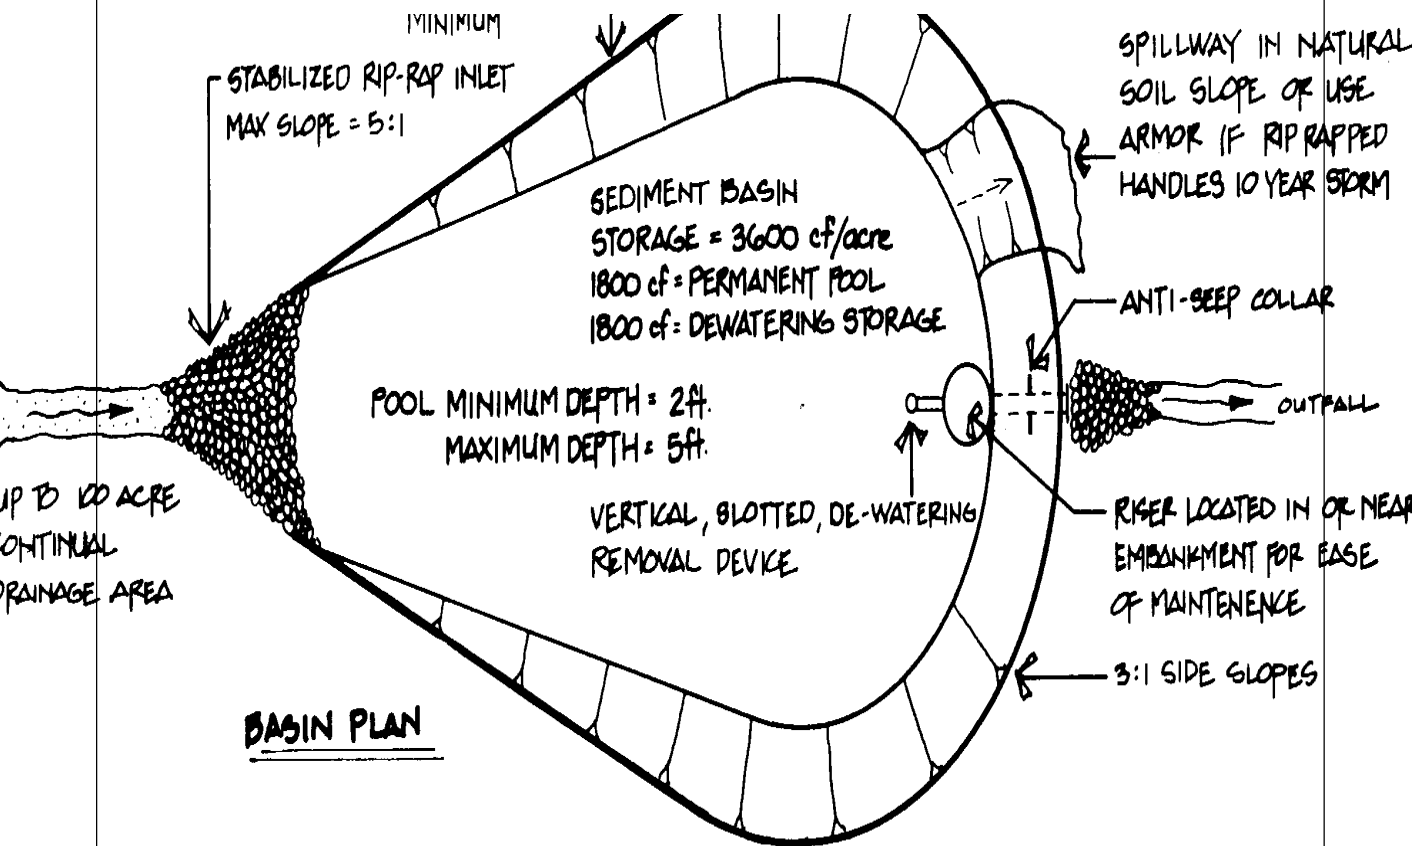 MINIMUM
STABILIZED RIP-RAP INLET
MAX SLOPE = 5:1
SPILLWAY IN NATURAL
SOIL SLOPE OR USE
ARMOR IF RIP RAPPED
HANDLES 10 YEAR STORM
SEDIMENT BASIN
STORAGE = 3600 cf/acre
1800 cf = PERMANENT POOL
1800 cf = DEWATERING STORAGE
ANTI-SEEP COLLAR
POOL MINIMUM DEPTH = 2ft.
MAXIMUM DEPTH = 5ft.
OUTFALL
UP TO 100 ACRE
CONTINUAL
DRAINAGE AREA
VERTICAL, SLOTTED, DE-WATERING
REMOVAL DEVICE
RISER LOCATED IN OR NEAR
EMBANKMENT FOR EASE
OF MAINTENENCE
3:1 SIDE SLOPES
BASIN PLAN